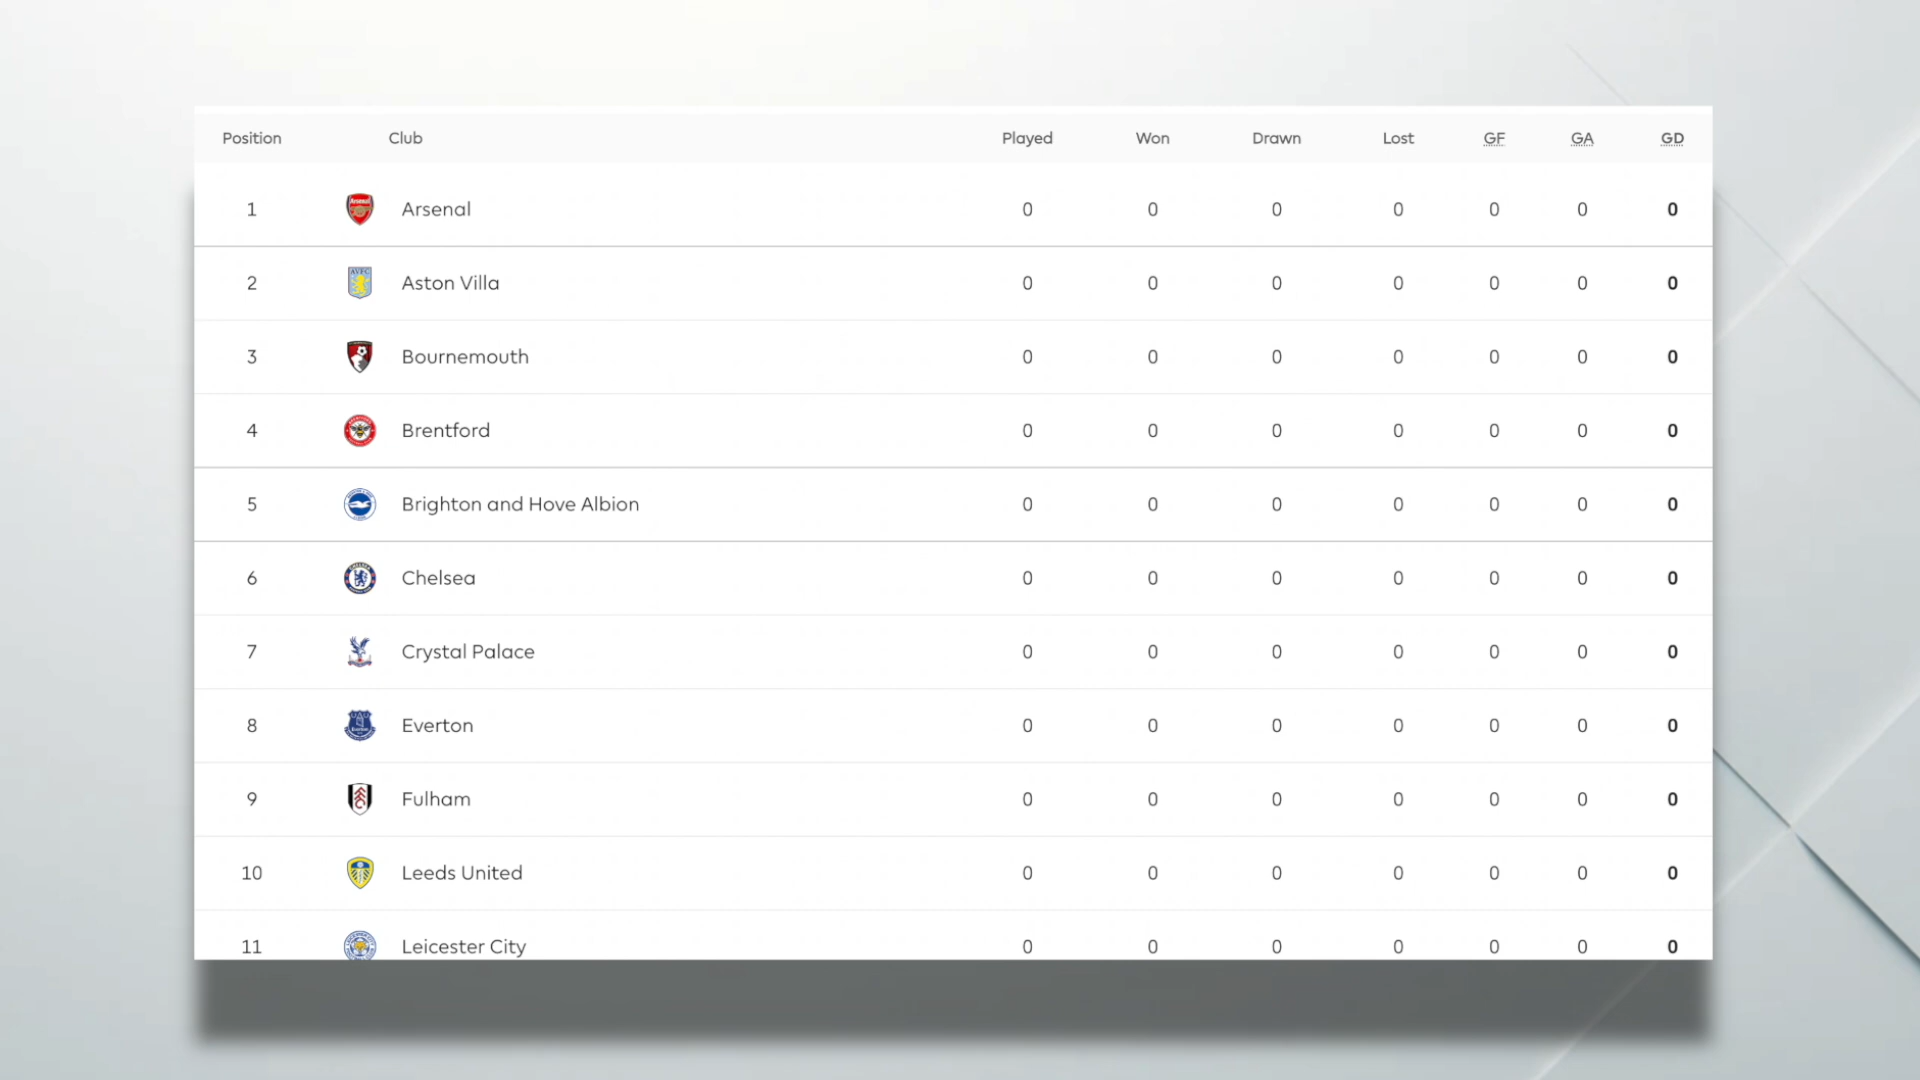 Position Club Played Won Drawn Lost GF GA GD
1 Arsenal 0 0 0 0 0 0 0
2 Aston Villa 0 0 0 0 0 0 0
3 Bournemouth 0 0 0 0 0 0 0
4 Brentford 0 0 0 0 0 0 0
5 Brighton and Hove Albion 0 0 0 0 0 0 0
6 Chelsea 0 0 0 0 0 0 0
7 Crystal Palace 0 0 0 0 0 0 0
8 Everton 0 0 0 0 0 0 0
9 Fulham 0 0 0 0 0 0 0
10 Leeds United 0 0 0 0 0 0 0
11 Leicester City 0 0 0 0 0 0 0